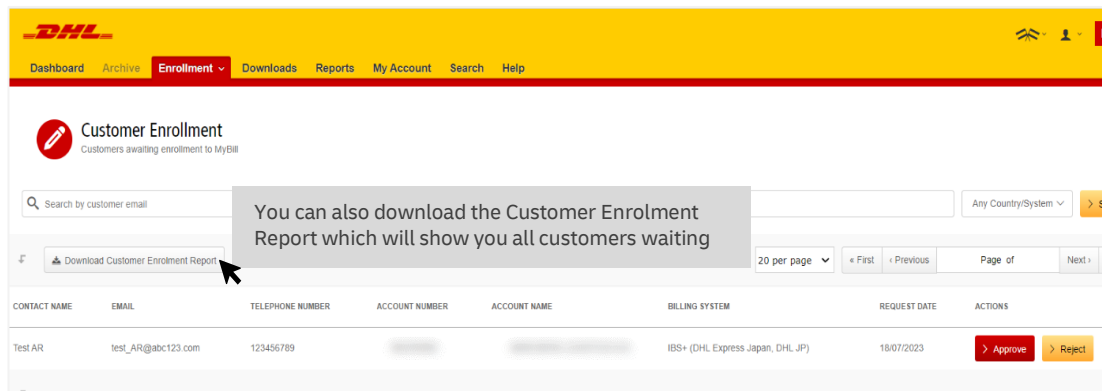 DHL
Dashboard Archive Enrollment Downloads Reports My Account Search Help
Customer Enrollment
Customers awaiting enrollment to MyBill
Search by customer email
Any Country/System
You can also download the Customer Enrolment
Report which will show you all customers waiting
Download Customer Enrolment Report
20 per page « First ‹ Previous Page of Next ›
CONTACT NAME EMAIL TELEPHONE NUMBER ACCOUNT NUMBER ACCOUNT NAME BILLING SYSTEM REQUEST DATE ACTIONS
Test AR test_AR@abc123.com 123456789 IBS+ (DHL Express Japan, DHL JP) 18/07/2023 > Approve > Reject